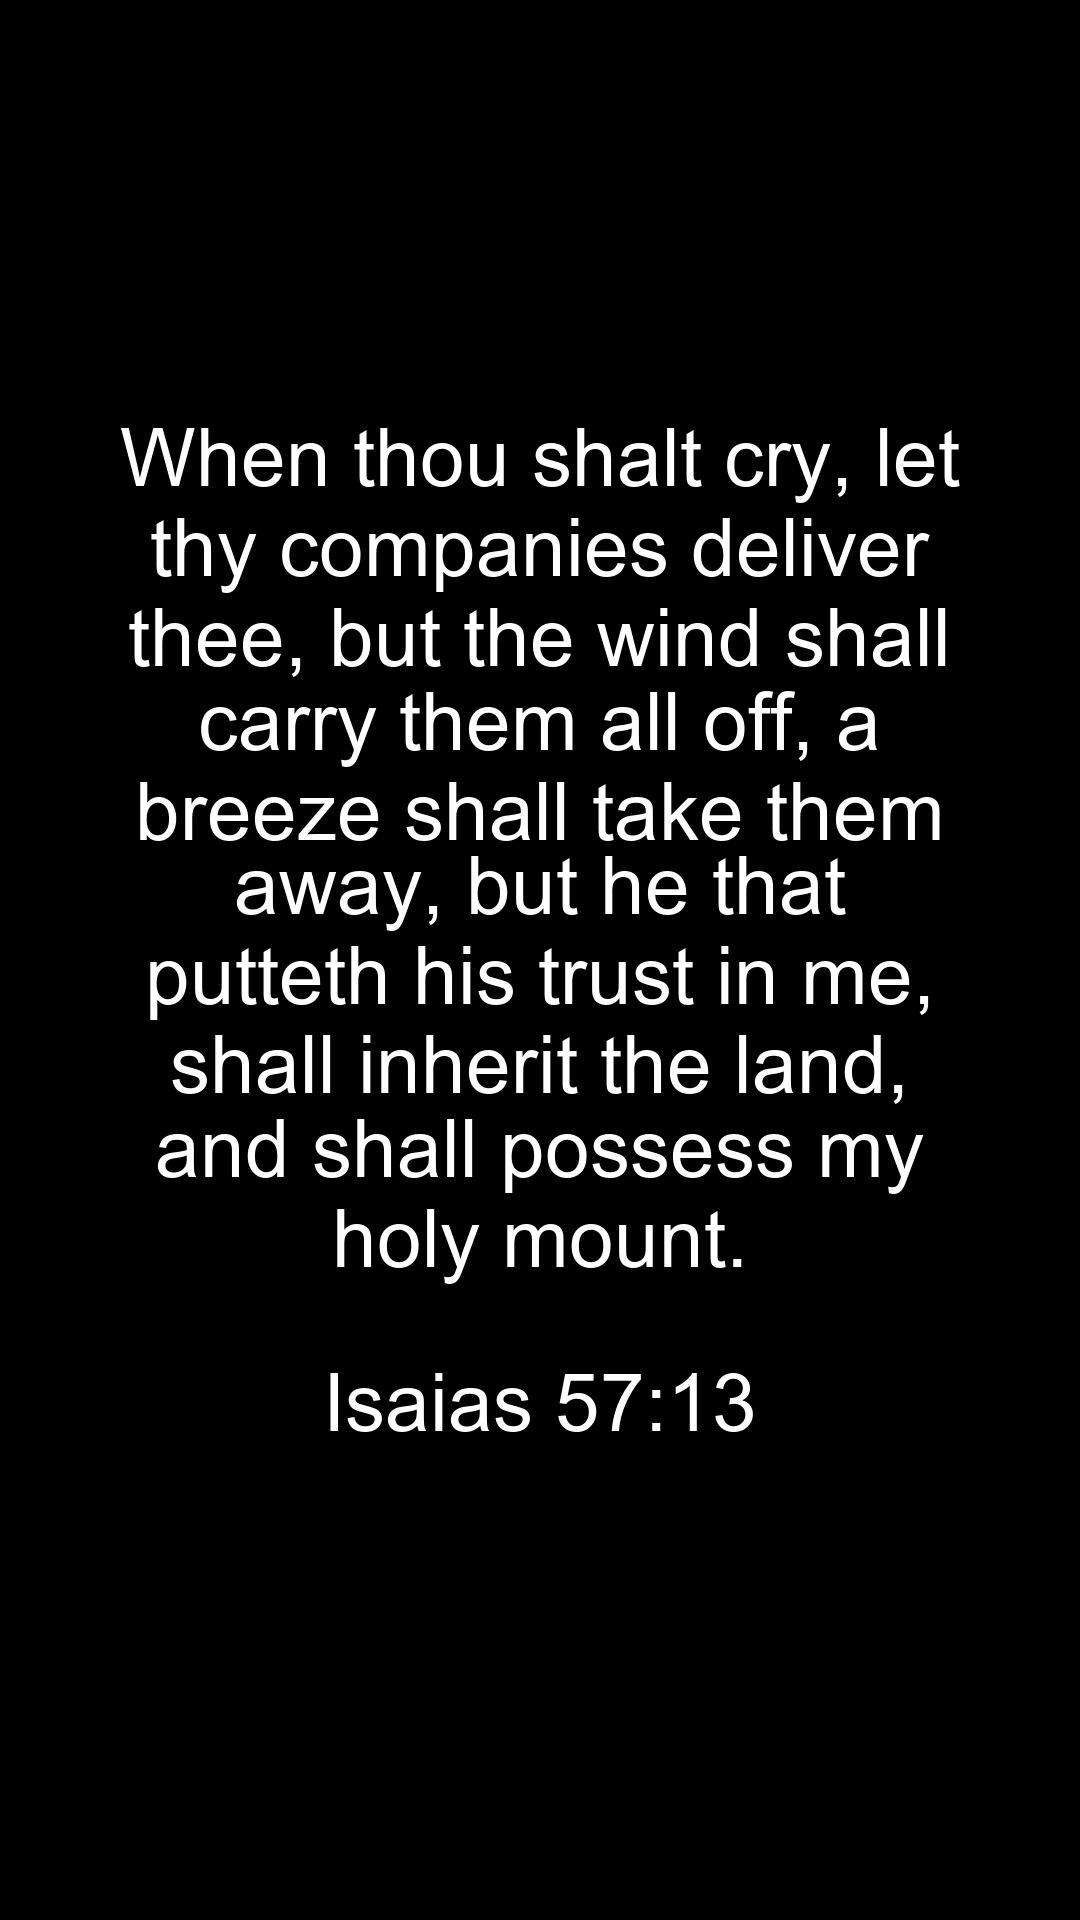 When thou shalt cry, let
thy companies deliver
thee, but the wind shall
carry them all off, a
breeze shall take them
away, but he that
putteth his trust in me,
shall inherit the land,
and shall possess my
holy mount.
Isaias 57:13